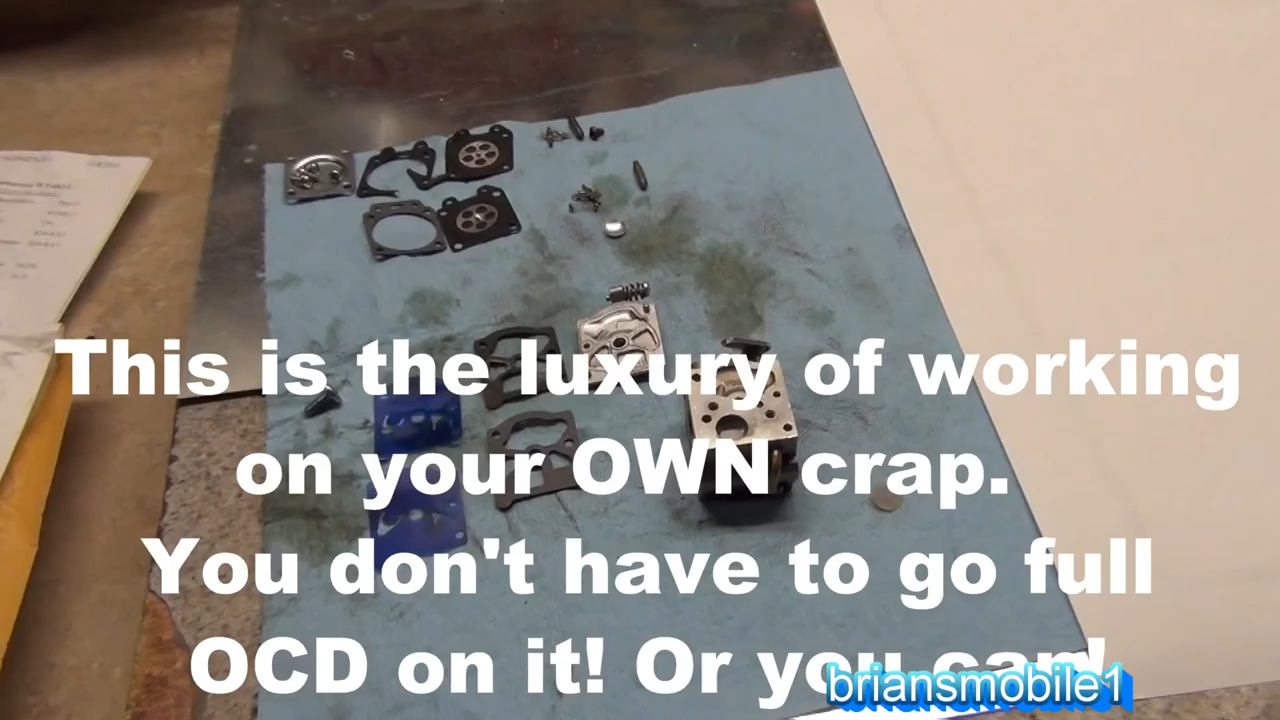 This is the luxury of working
on your OWN crap.
You don't have to go full
OCD on it! Or you can!
briansmobile1